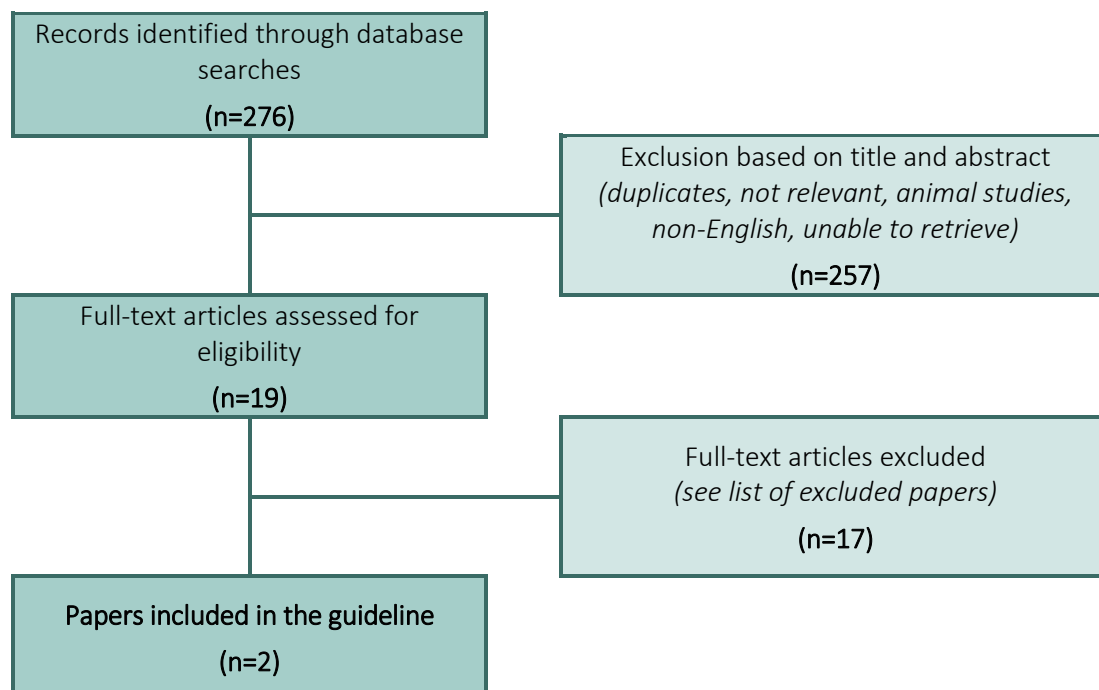 Records identified through database
searches
(n=276)
Exclusion based on title and abstract
(duplicates, not relevant, animal studies,
non-English, unable to retrieve)
(n=257)
Full-text articles assessed for
eligibility
(n=19)
Full-text articles excluded
(see list of excluded papers)
(n=17)
Papers included in the guideline
(n=2)